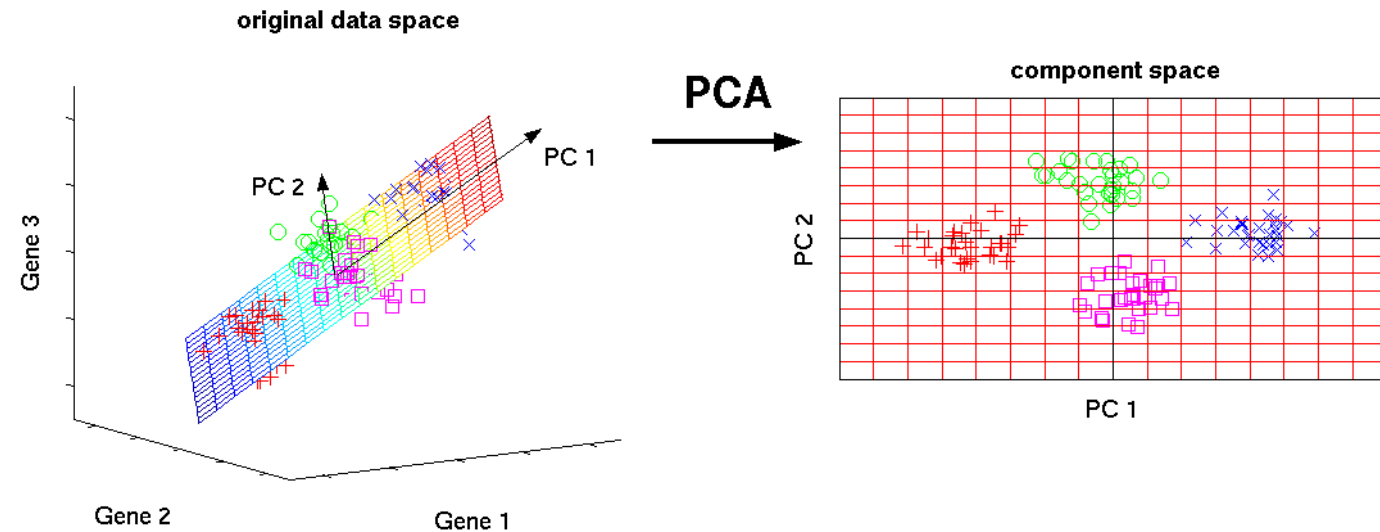 original data space
PCA
component space
PC 1
PC 2
Gene 3
Gene 2
Gene 1
PC 2
PC 1